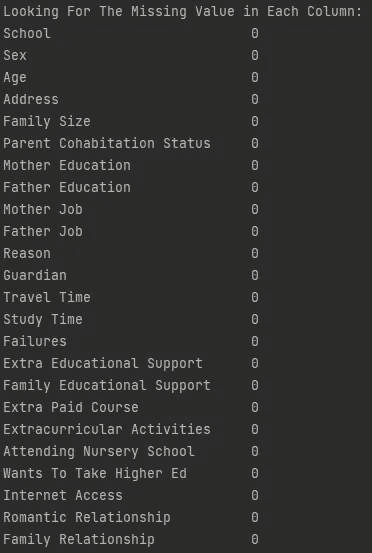 Looking For The Missing Value in Each Column:
School 0
Sex 0
Age 0
Address 0
Family Size 0
Parent Cohabitation Status 0
Mother Education 0
Father Education 0
Mother Job 0
Father Job 0
Reason 0
Guardian 0
Travel Time 0
Study Time 0
Failures 0
Extra Educational Support 0
Family Educational Support 0
Extra Paid Course 0
Extracurricular Activities 0
Attending Nursery School 0
Wants To Take Higher Ed 0
Internet Access 0
Romantic Relationship 0
Family Relationship 0